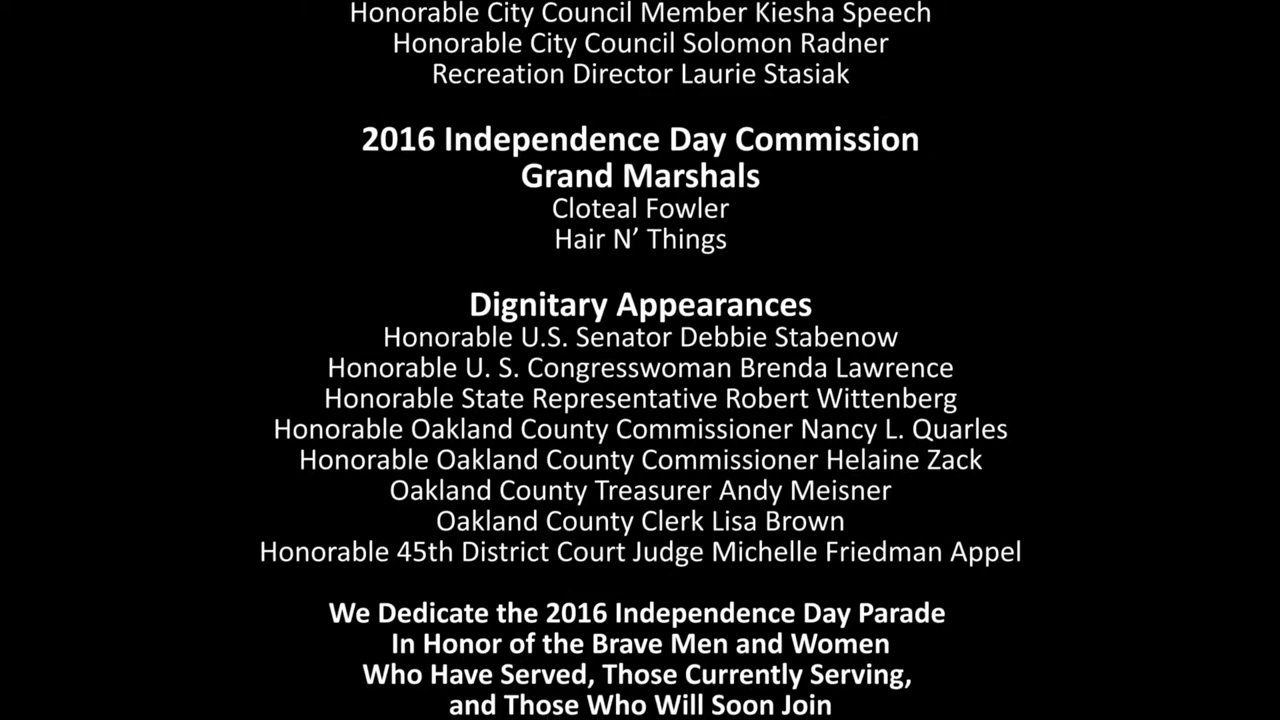 Honorable City Council Member Kiesha Speech
Honorable City Council Solomon Radner
Recreation Director Laurie Stasiak
2016 Independence Day Commission
Grand Marshals
Cloteal Fowler
Hair N’ Things
Dignitary Appearances
Honorable U.S. Senator Debbie Stabenow
Honorable U. S. Congresswoman Brenda Lawrence
Honorable State Representative Robert Wittenberg
Honorable Oakland County Commissioner Nancy L. Quarles
Honorable Oakland County Commissioner Helaine Zack
Oakland County Treasurer Andy Meisner
Oakland County Clerk Lisa Brown
Honorable 45th District Court Judge Michelle Friedman Appel
We Dedicate the 2016 Independence Day Parade
In Honor of the Brave Men and Women
Who Have Served, Those Currently Serving,
and Those Who Will Soon Join